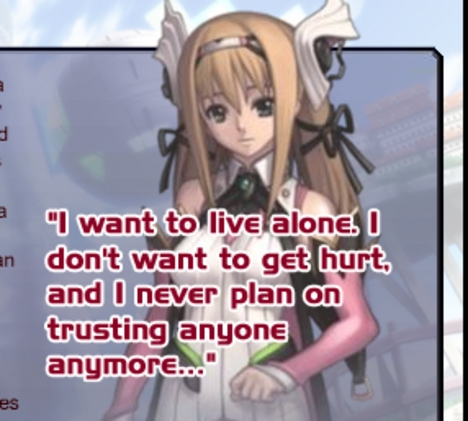 "I want to live alone. I
don't want to get hurt,
and I never plan on
trusting anyone
anymore..."